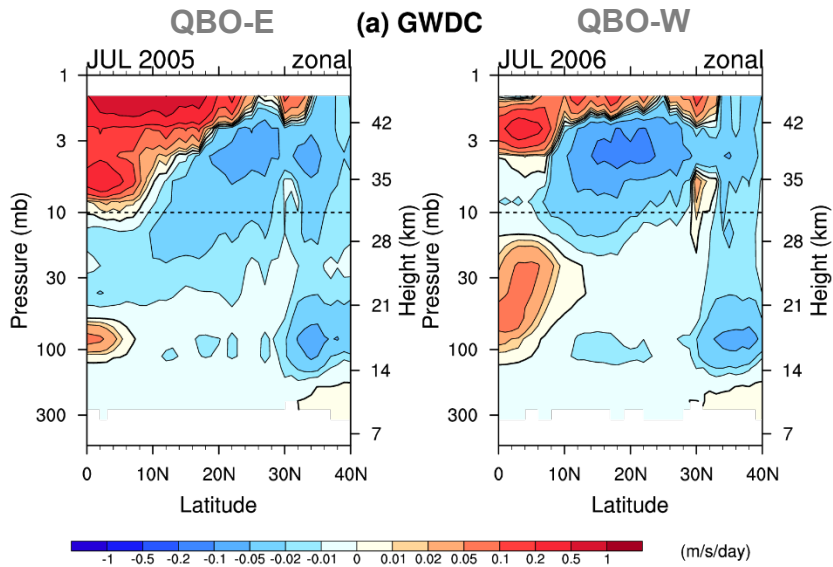 QBO-E (a) GWDC QBO-W
JUL 2005 zonal
JUL 2006 zonal
1
3
10
30
100
300
Pressure (mb)
42
35
28
21
14
7
Height (km)
0 10N 20N 30N 40N
Latitude
1
3
10
30
100
300
Pressure (mb)
42
35
28
21
14
7
Height (km)
0 10N 20N 30N 40N
Latitude
-1 -0.5 -0.2 -0.1 -0.05 -0.02 -0.01 0 0.01 0.02 0.05 0.1 0.2 0.5 1 (m/s/day)